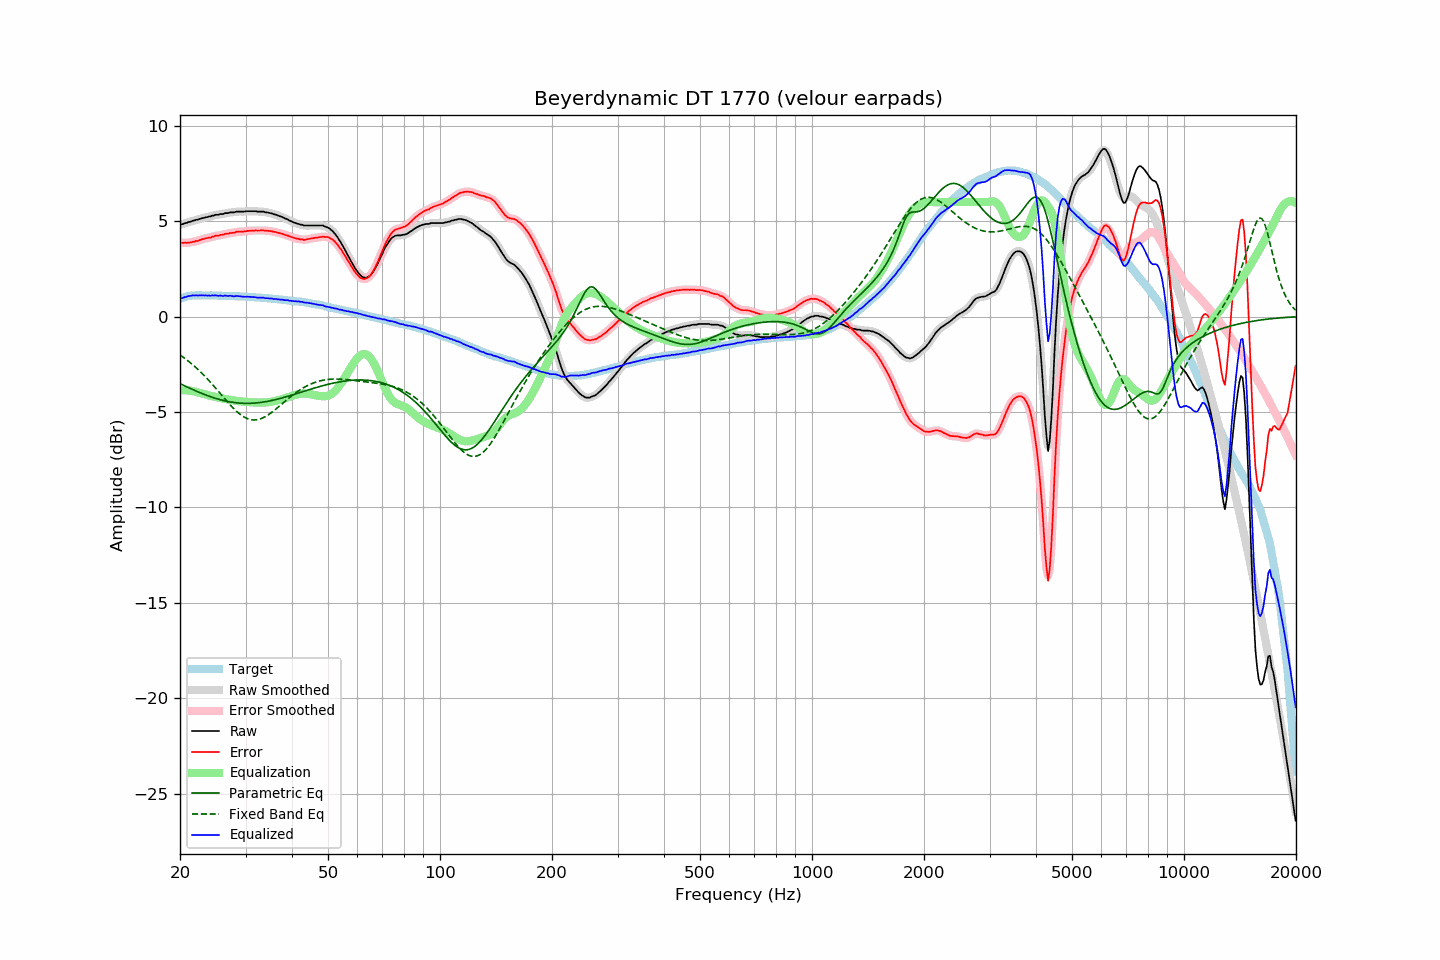 Beyerdynamic DT 1770 (velour earpads)
10
5
0
−5
−10
−15
−20
−25
Amplitude (dBr)
Target
Raw Smoothed
Error Smoothed
Raw
Error
Equalization
Parametric Eq
Fixed Band Eq
Equalized
20
50
100
200
500
1000
2000
5000
10000
20000
Frequency (Hz)